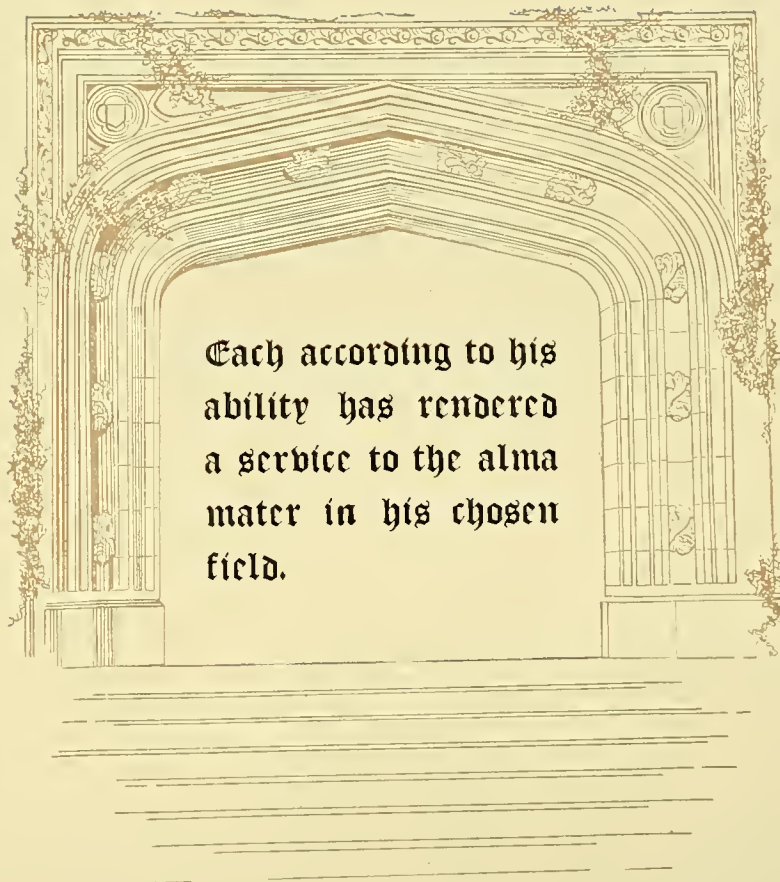 Each according to his
ability has rendered
a service to the alma
mater in his chosen
field.